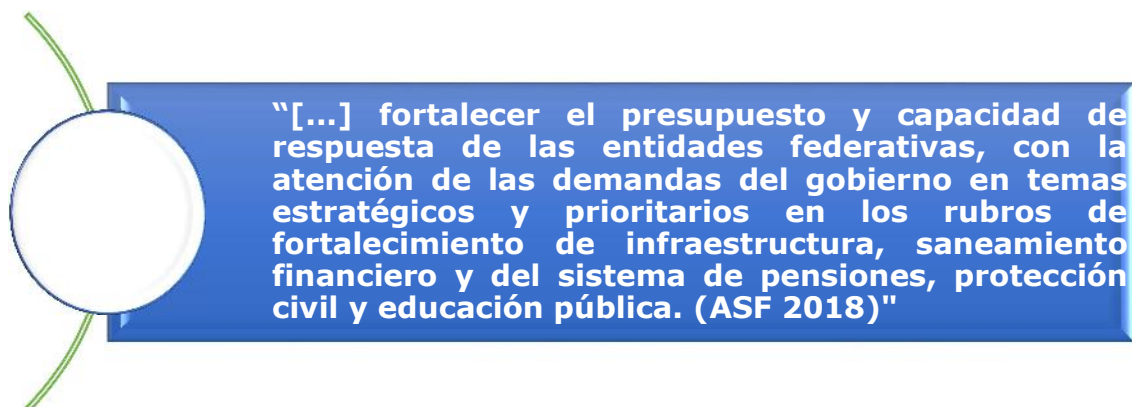 “[...] fortalecer el presupuesto y capacidad de
respuesta de las entidades federativas, con la
atención de las demandas del gobierno en temas
estratégicos y prioritarios en los rubros de
fortalecimiento de infraestructura, saneamiento
financiero y del sistema de pensiones, protección
civil y educación pública. (ASF 2018)"